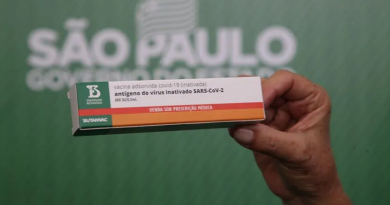 SÃO PAULO
vacina adsorvida covid-19 (inativada)
antígeno do vírus inativado SARS-CoV-2
VENDA SOB PRESCRIÇÃO MÉDICA
BUTANVAC